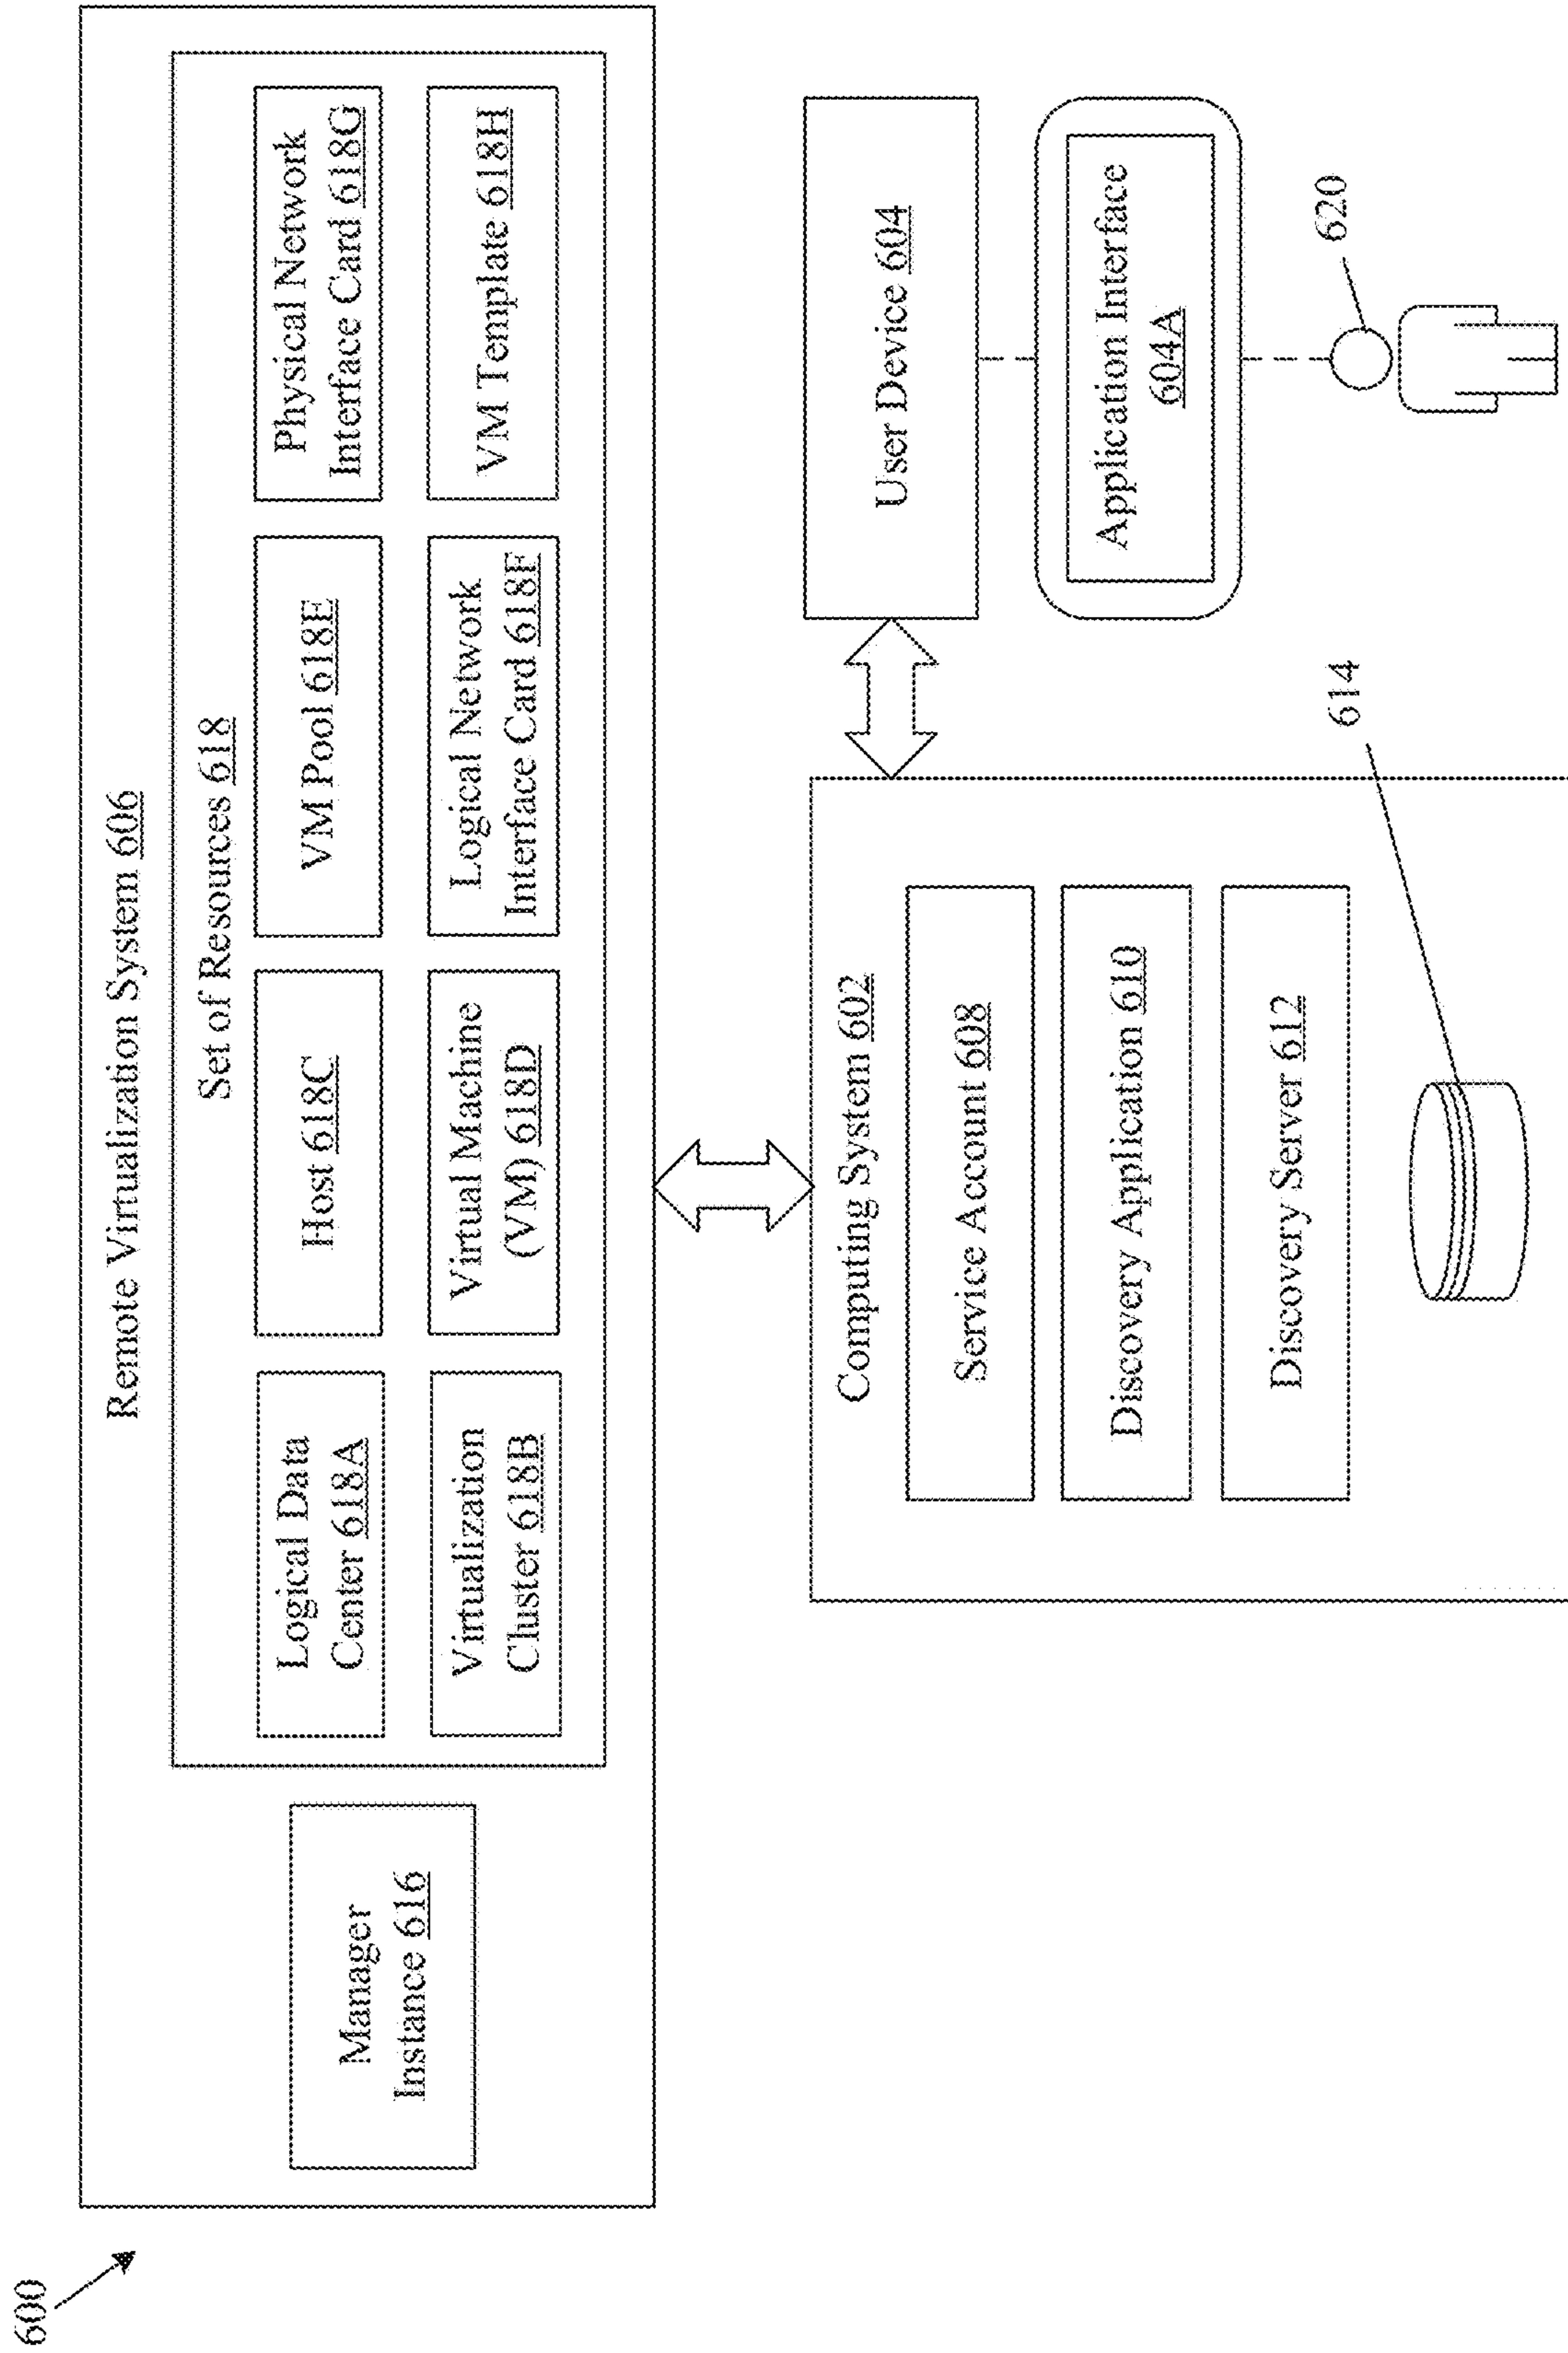 600
Remote Virtualization System 606
Manager
Instance 616
Set of Resources 618
Logical Data
Center 618A
Host 618C
VM Pool 618E
Physical Network
Interface Card 618G
Virtualization
Cluster 618B
Virtual Machine
(VM) 618D
Logical Network
Interface Card 618F
VM Template 618H
Computing System 602
Service Account 608
Discovery Application 610
Discovery Server 612
614
User Device 604
Application Interface
604A
620